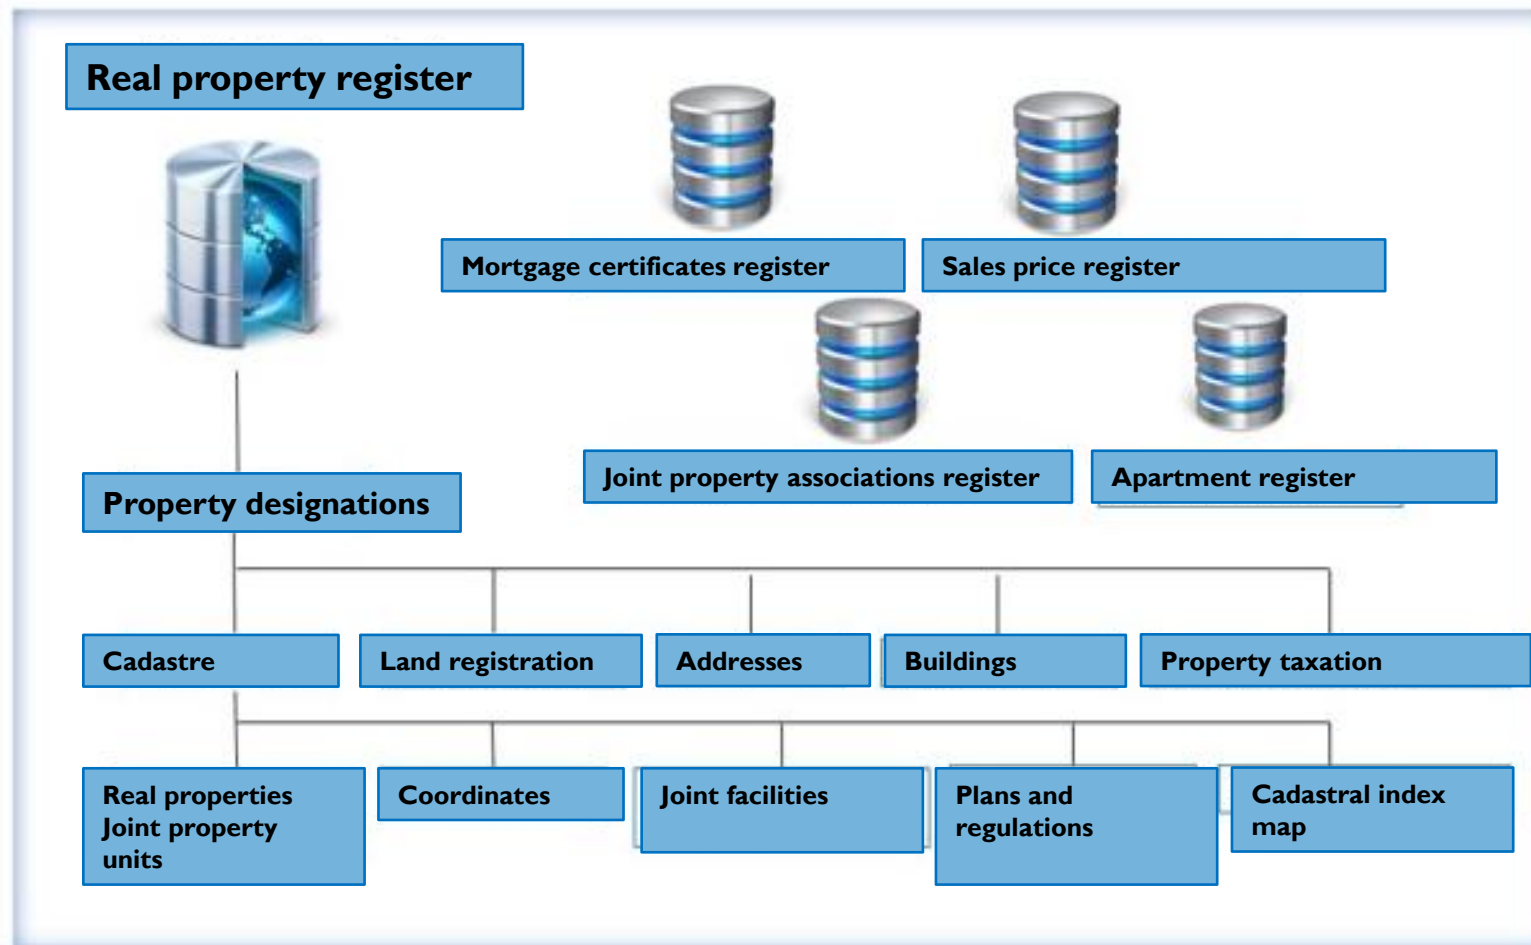 Real property register
Mortgage certificates register
Sales price register
Joint property associations register
Apartment register
Property designations
Cadastre
Land registration
Addresses
Buildings
Property taxation
Real properties
Joint property
units
Coordinates
Joint facilities
Plans and
regulations
Cadastral index
map